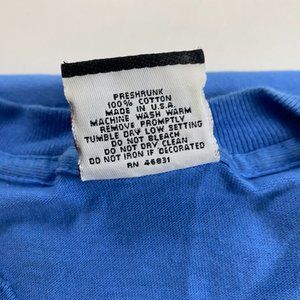 PRESHRUNK
100% COTTON
MADE IN U.S.A.
MACHINE WASH WARM
REMOVE PROMPTLY
TUMBLE DRY LOW SETTING
DO NOT BLEACH
DO NOT DRY CLEAN
DO NOT IRON IF DECORATED
RN 46031